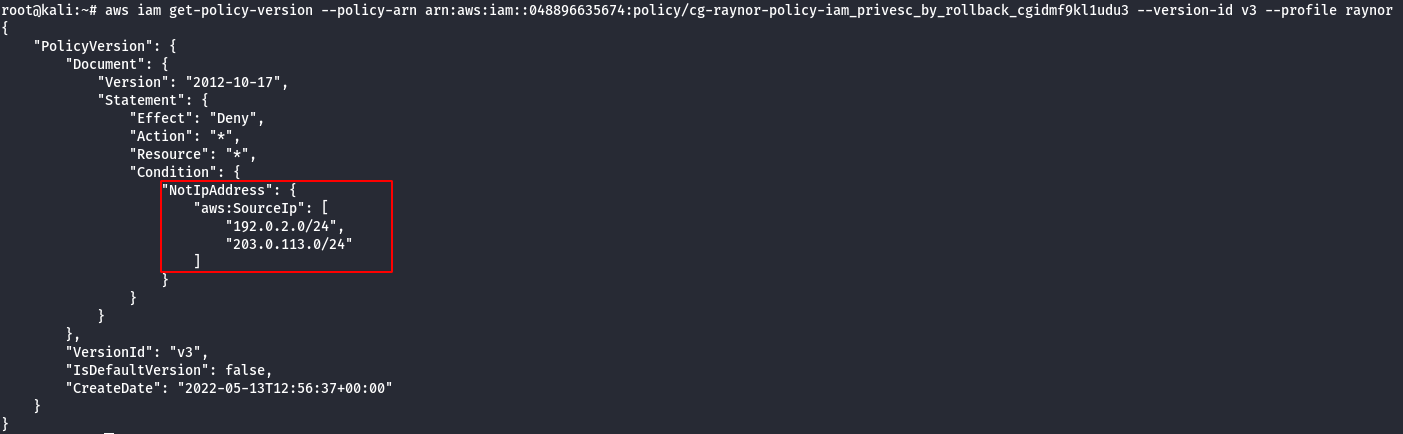 root@kali:~# aws iam get-policy-version --policy-arn arn:aws:iam::048896635674:policy/cg-raynor-policy-iam_privesc_by_rollback_cgidmf9kl1udu3 --version-id v3 --profile raynor
{
    "PolicyVersion": {
        "Document": {
            "Version": "2012-10-17",
            "Statement": {
                "Effect": "Deny",
                "Action": "*",
                "Resource": "*",
                "Condition": {
                    "NotIpAddress": {
                        "aws:SourceIp": [
                            "192.0.2.0/24",
                            "203.0.113.0/24"
                        ]
                    }
                }
            }
        },
        "VersionId": "v3",
        "IsDefaultVersion": false,
        "CreateDate": "2022-05-13T12:56:37+00:00"
    }
}